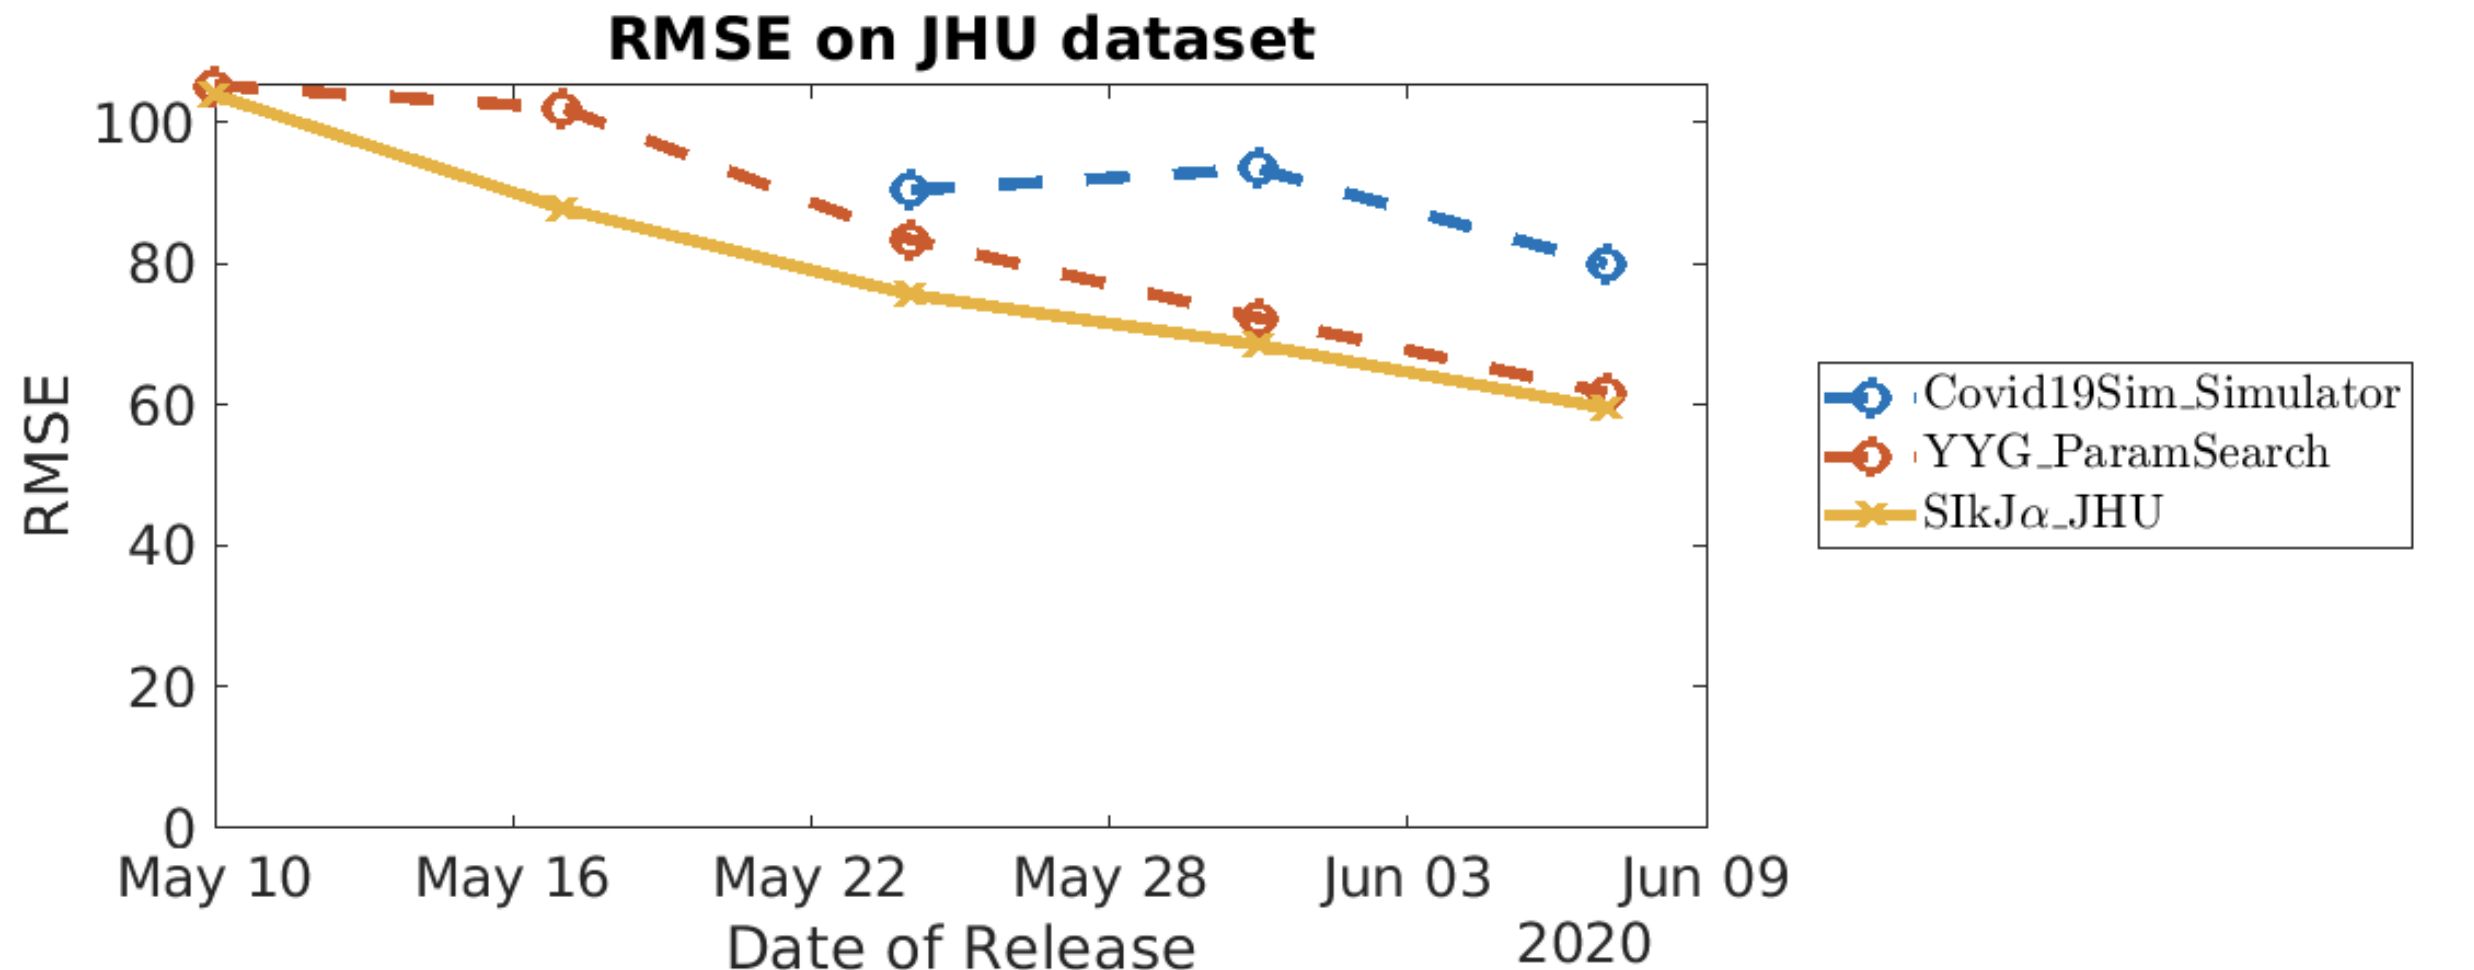 RMSE on JHU dataset
RMSE
100
80
60
40
20
0
May 10 May 16 May 22 May 28 Jun 03 Jun 09
Date of Release 2020
Covid19Sim_Simulator
YYG_ParamSearch
SIkJα_JHU